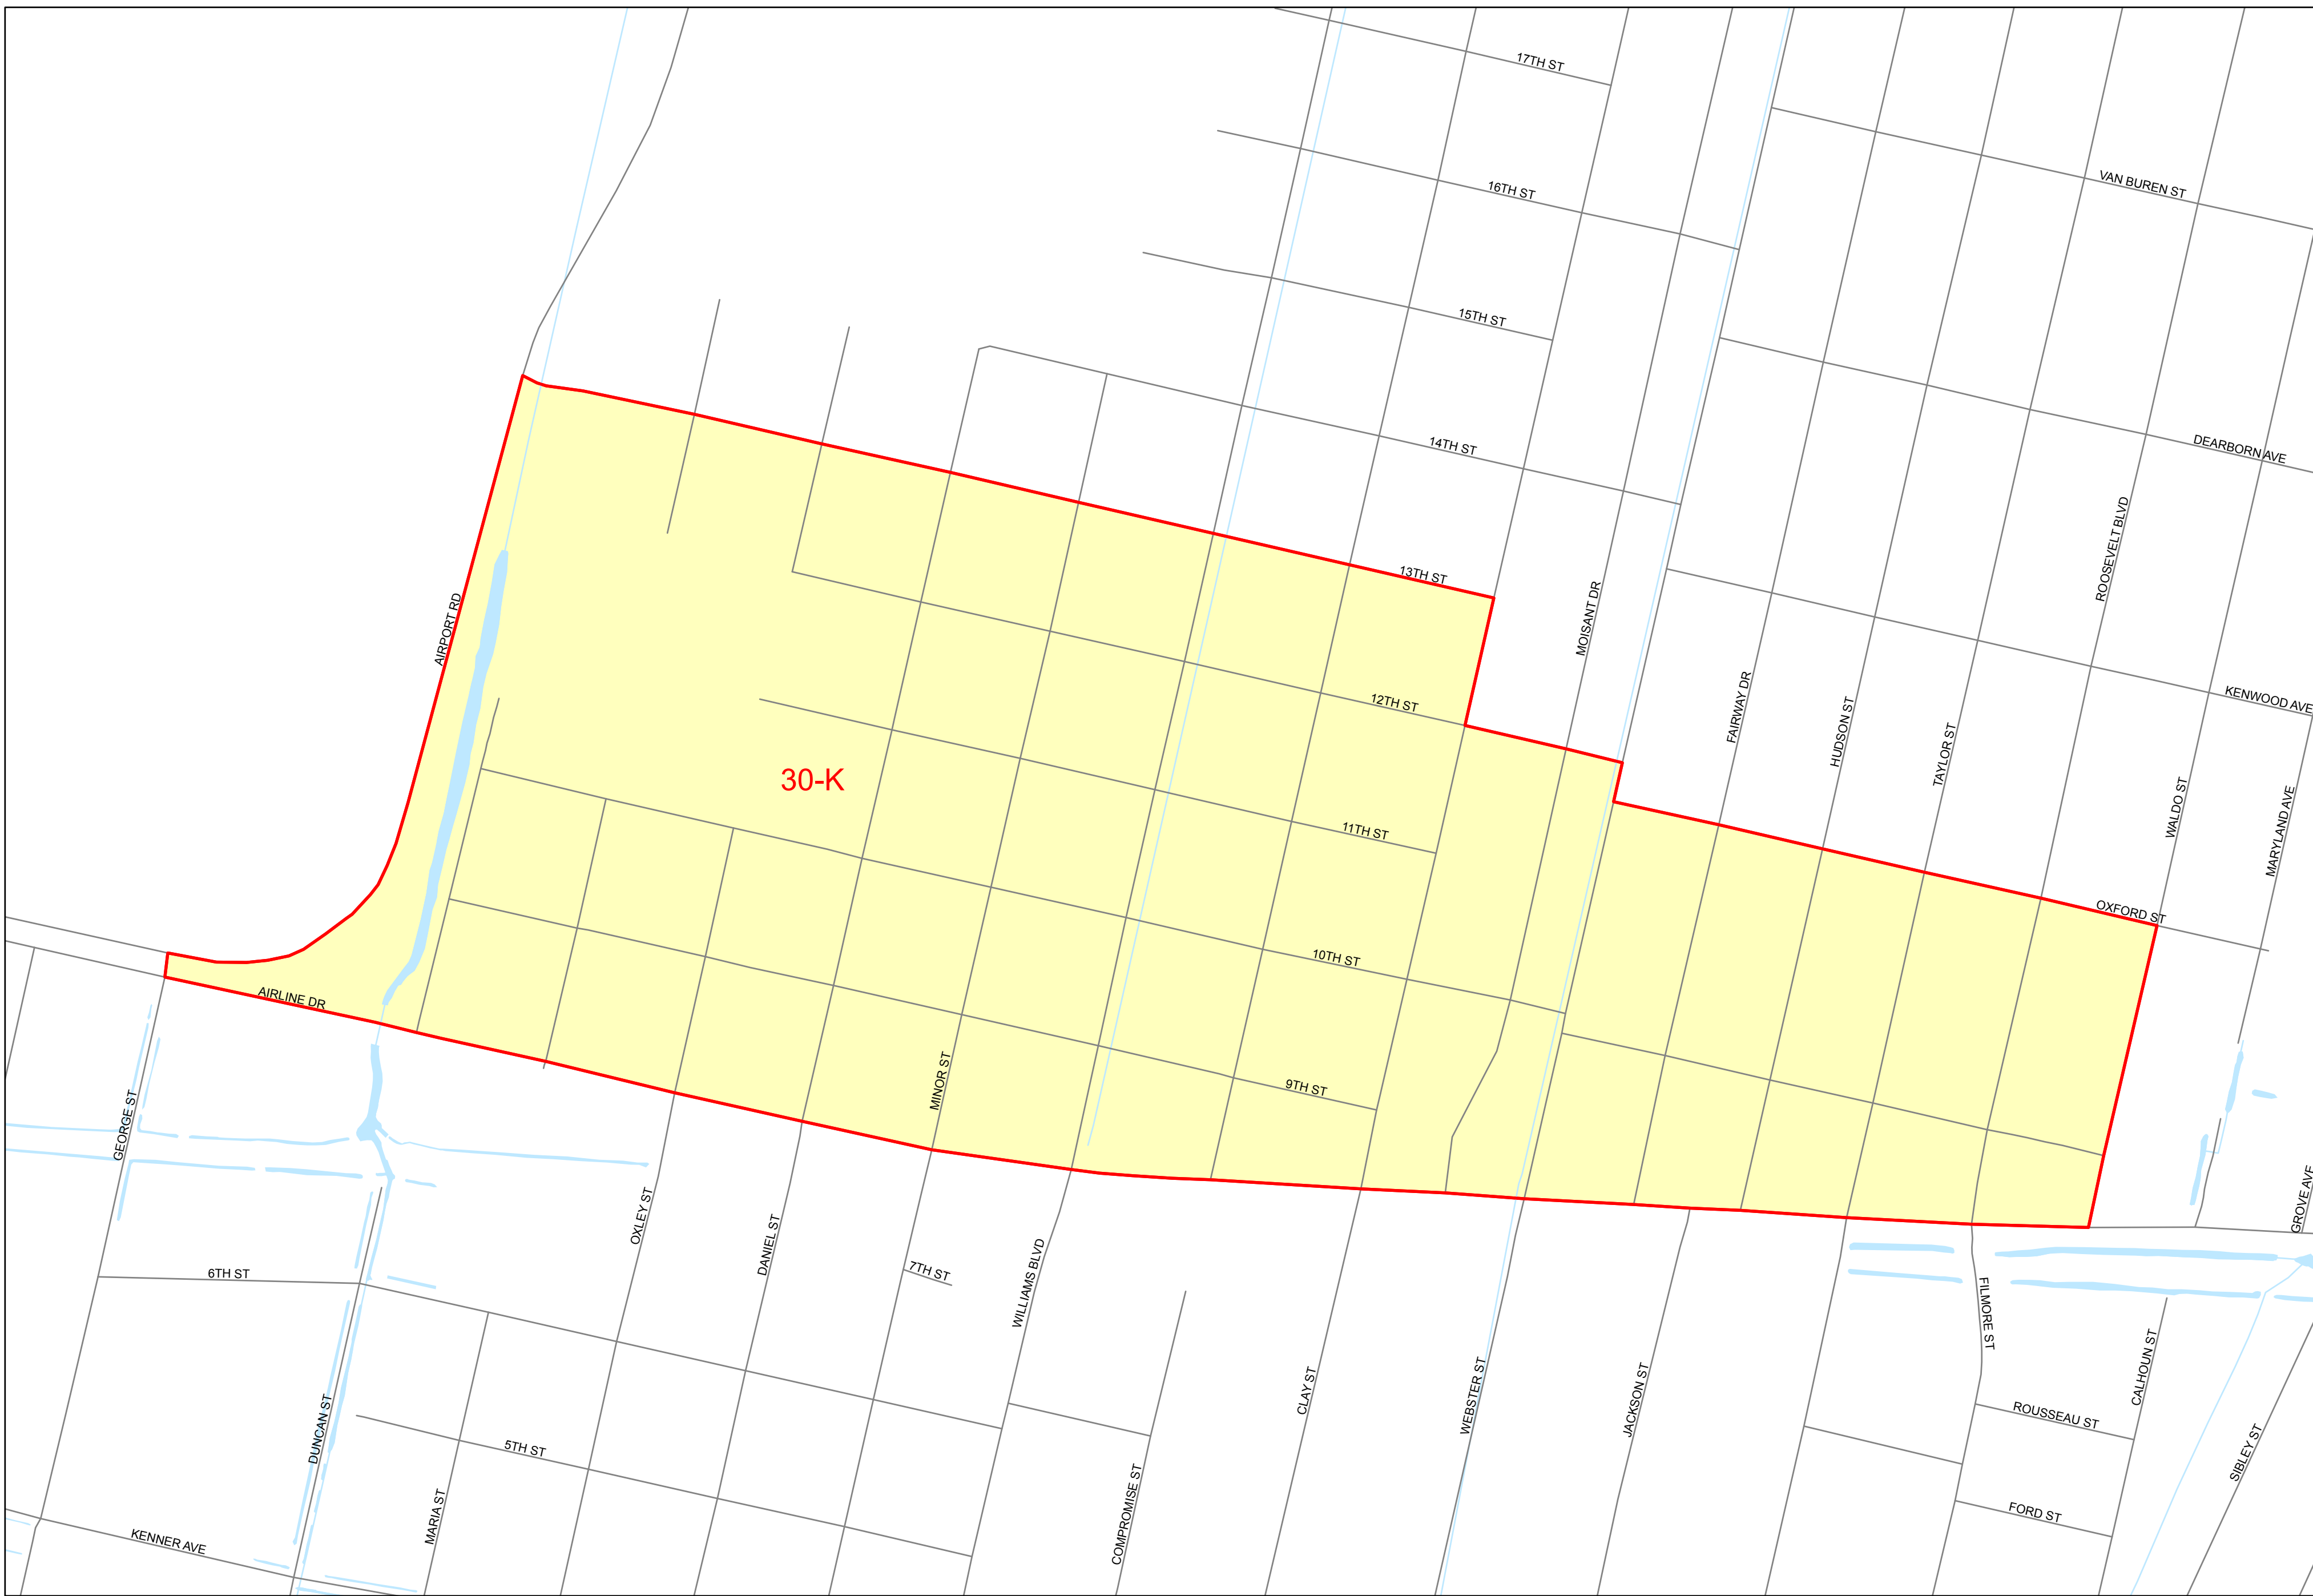 17TH ST
16TH ST
VAN BUREN ST
15TH ST
14TH ST
DEARBORN AVE
ROOSEVELT BLVD
13TH ST
MOISANT DR
AIRPORT RD
12TH ST
FAIRWAY DR
HUDSON ST
TAYLOR ST
KENWOOD AVE
30-K
11TH ST
WALDO ST
MARYLAND AVE
OXFORD ST
10TH ST
AIRLINE DR
9TH ST
MINOR ST
GEORGE ST
OXLEY ST
DANIEL ST
GROVE AVE
6TH ST
7TH ST
WILLIAMS BLVD
FILMORE ST
CLAY ST
WEBSTER ST
JACKSON ST
CALHOUN ST
ROUSSEAU ST
DUNCAN ST
5TH ST
SIBLEY ST
MARIA ST
COMPROMISE ST
FORD ST
KENNER AVE